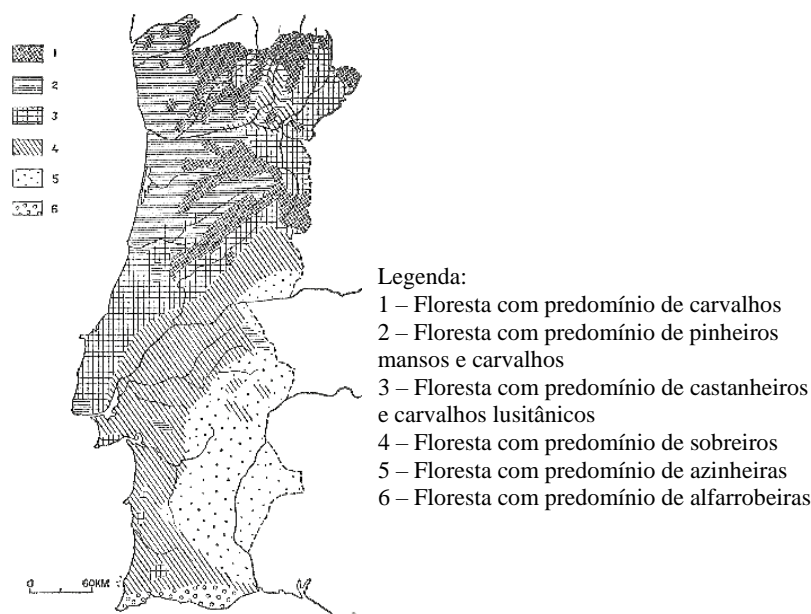 1
2
3
4
5
6
0 60KM
Legenda:
1 – Floresta com predomínio de carvalhos
2 – Floresta com predomínio de pinheiros
mansos e carvalhos
3 – Floresta com predomínio de castanheiros
e carvalhos lusitânicos
4 – Floresta com predomínio de sobreiros
5 – Floresta com predomínio de azinheiras
6 – Floresta com predomínio de alfarrobeiras